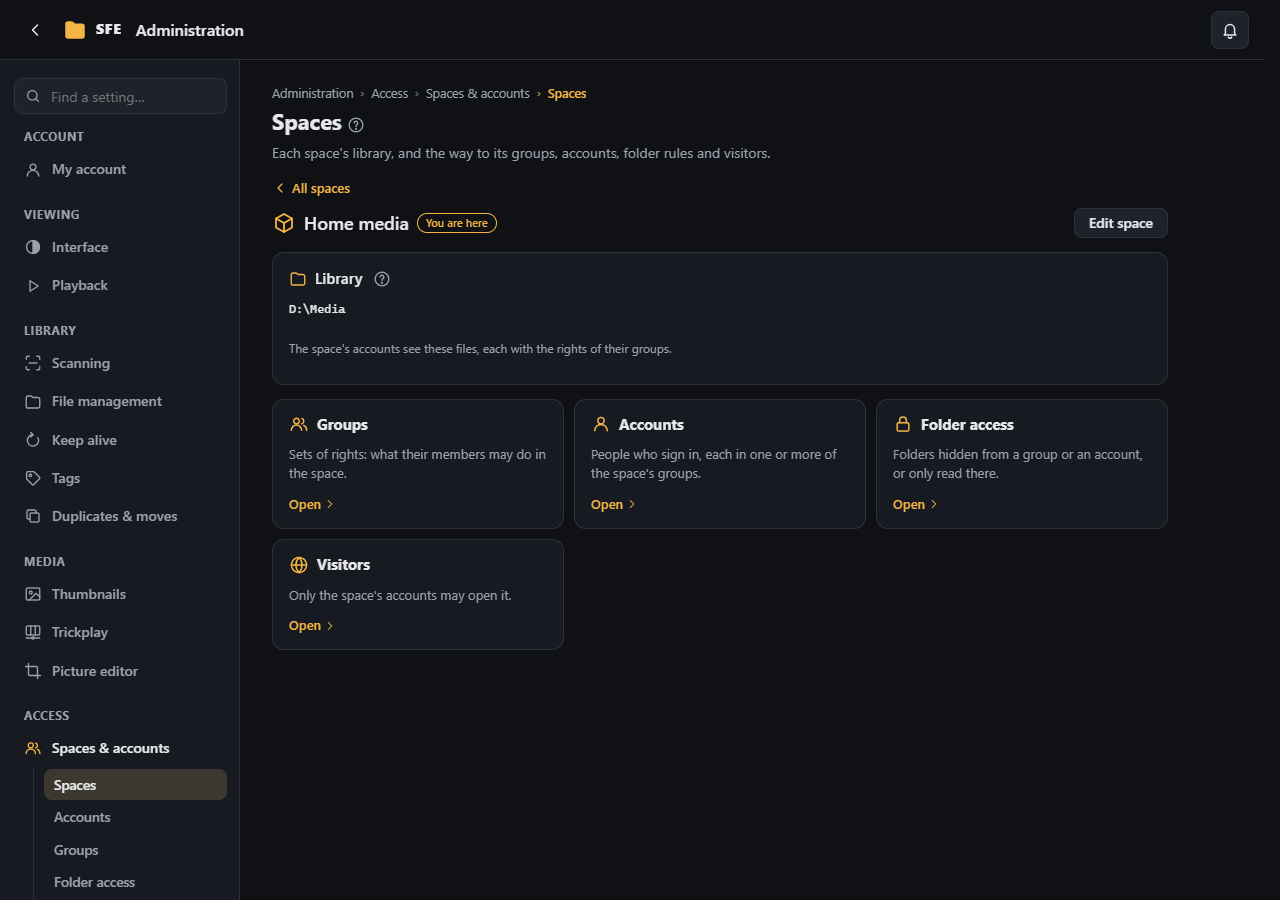 SFE Administration
Find a setting...
ACCOUNT
My account
VIEWING
Interface
Playback
LIBRARY
Scanning
File management
Keep alive
Tags
Duplicates & moves
MEDIA
Thumbnails
Trickplay
Picture editor
ACCESS
Spaces & accounts
Spaces
Accounts
Groups
Folder access
Administration › Access › Spaces & accounts › Spaces
Spaces
Each space's library, and the way to its groups, accounts, folder rules and visitors.
All spaces
Home media You are here
Edit space
Library
D:\Media
The space's accounts see these files, each with the rights of their groups.
Groups
Sets of rights: what their members may do in
the space.
Open
Accounts
People who sign in, each in one or more of
the space's groups.
Open
Folder access
Folders hidden from a group or an account,
or only read there.
Open
Visitors
Only the space's accounts may open it.
Open